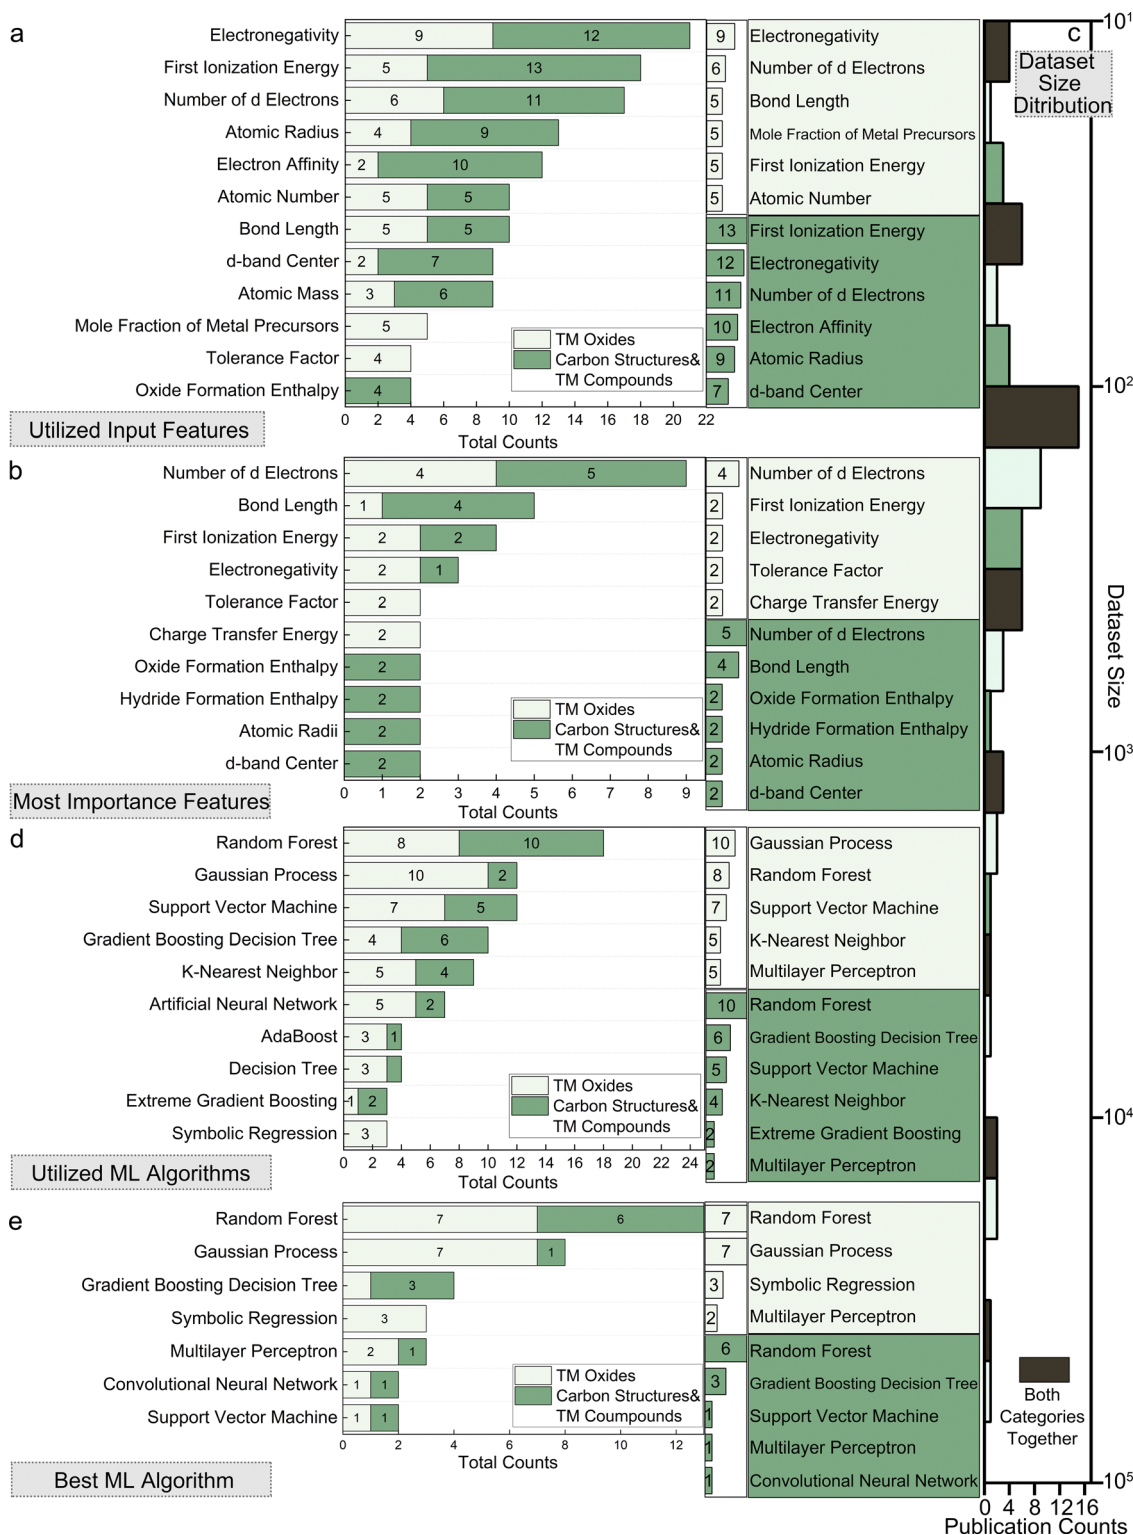 a
Electronegativity 9 12
First Ionization Energy 5 13
Number of d Electrons 6 11
Atomic Radius 4 9
Electron Affinity 2 10
Atomic Number 5 5
Bond Length 5 5
d-band Center 2 7
Atomic Mass 3 6
Mole Fraction of Metal Precursors 5
Tolerance Factor 4
Oxide Formation Enthalpy 4
TM Oxides
Carbon Structures&
TM Compounds
0 2 4 6 8 10 12 14 16 18 20 22
Total Counts
Utilized Input Features
9 Electronegativity
6 Number of d Electrons
5 Bond Length
5 Mole Fraction of Metal Precursors
5 First Ionization Energy
5 Atomic Number
13 First Ionization Energy
12 Electronegativity
11 Number of d Electrons
10 Electron Affinity
9 Atomic Radius
7 d-band Center
b
Number of d Electrons 4 5
Bond Length 1 4
First Ionization Energy 2 2
Electronegativity 2 1
Tolerance Factor 2
Charge Transfer Energy 2
Oxide Formation Enthalpy 2
Hydride Formation Enthalpy 2
Atomic Radii 2
d-band Center 2
TM Oxides
Carbon Structures&
TM Compounds
0 1 2 3 4 5 6 7 8 9
Total Counts
Most Importance Features
4 Number of d Electrons
2 First Ionization Energy
2 Electronegativity
2 Tolerance Factor
2 Charge Transfer Energy
5 Number of d Electrons
4 Bond Length
2 Oxide Formation Enthalpy
2 Hydride Formation Enthalpy
2 Atomic Radius
2 d-band Center
c
Dataset
Size
Ditribution
10¹
10²
10³
10⁴
10⁵
Dataset Size
Both
Categories
Together
0 4 8 12 16
Publication Counts
d
Random Forest 8 10
Gaussian Process 10 2
Support Vector Machine 7 5
Gradient Boosting Decision Tree 4 6
K-Nearest Neighbor 5 4
Artificial Neural Network 5 2
AdaBoost 3 1
Decision Tree 3
Extreme Gradient Boosting 1 2
Symbolic Regression 3
TM Oxides
Carbon Structures&
TM Compounds
0 2 4 6 8 10 12 14 16 18 20 22 24
Total Counts
Utilized ML Algorithms
10 Gaussian Process
8 Random Forest
7 Support Vector Machine
5 K-Nearest Neighbor
5 Multilayer Perceptron
10 Random Forest
6 Gradient Boosting Decision Tree
5 Support Vector Machine
4 K-Nearest Neighbor
2 Extreme Gradient Boosting
2 Multilayer Perceptron
e
Random Forest 7 6
Gaussian Process 7 1
Gradient Boosting Decision Tree 3
Symbolic Regression 3
Multilayer Perceptron 2 1
Convolutional Neural Network 1 1
Support Vector Machine 1 1
TM Oxides
Carbon Structures&
TM Coumpounds
0 2 4 6 8 10 12
Total Counts
Best ML Algorithm
7 Random Forest
7 Gaussian Process
3 Symbolic Regression
2 Multilayer Perceptron
6 Random Forest
3 Gradient Boosting Decision Tree
1 Support Vector Machine
1 Multilayer Perceptron
1 Convolutional Neural Network